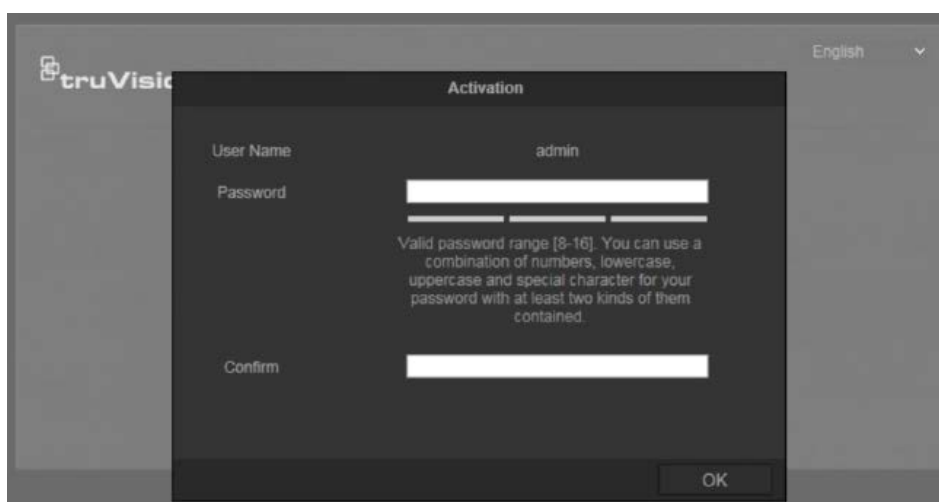 English
truVisio
Activation
User Name admin
Password
Valid password range [8-16]. You can use a
combination of numbers, lowercase,
uppercase and special character for your
password with at least two kinds of them
contained.
Confirm
OK